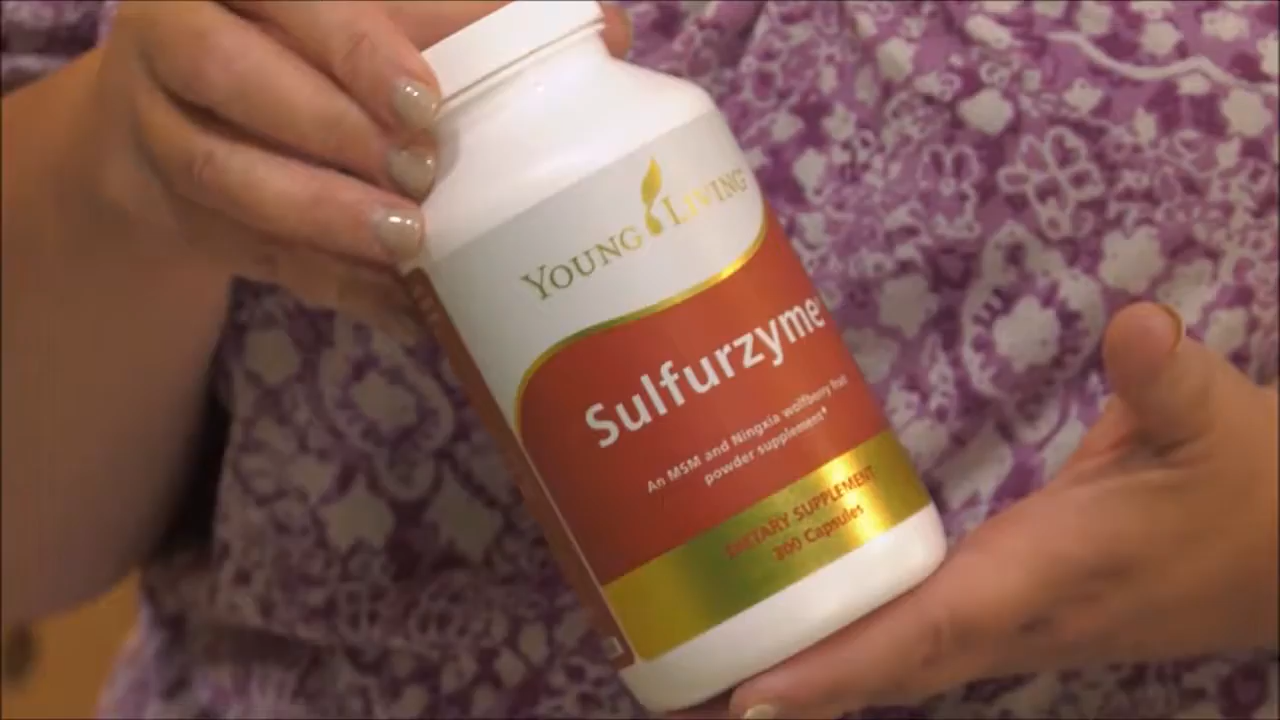 YOUNG LIVING
Sulfurzyme
An MSM and Ningxia wolfberry fruit
powder supplement*
DIETARY SUPPLEMENT
300 Capsules